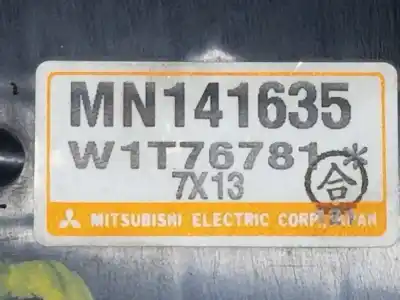 MN141635
W1T76781 *
7X13
合
MITSUBISHI ELECTRIC CORP. JAPAN